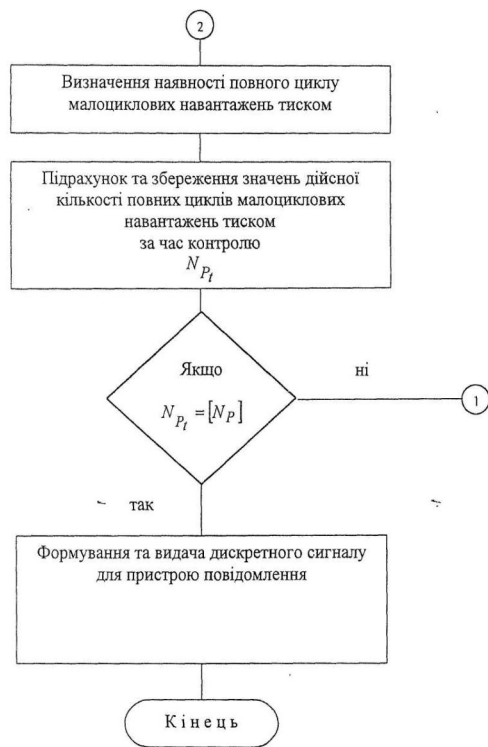 2
Визначення наявності повного циклу
малоциклових навантажень тиском
Підрахунок та збереження значень дійсної
кількості повних циклів малоциклових
навантажень тиском
за час контролю
N_{P_t}
Якщо
ні
N_{P_t} = [N_P]
1
так
Формування та видача дискретного сигналу
для пристрою повідомлення
Кінець